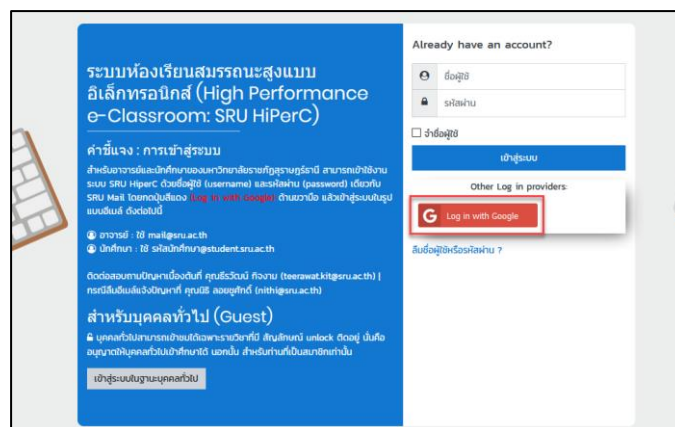 ระบบห้องเรียนสมรรถนะสูงแบบ
อิเล็กทรอนิกส์ (High Performance
e-Classroom: SRU HiPerC)
คำชี้แจง : การเข้าสู่ระบบ
สำหรับอาจารย์และนักศึกษาของมหาวิทยาลัยราชภัฏสุราษฎร์ธานี สามารถเข้าใช้งาน
ระบบ SRU HiperC ด้วยชื่อผู้ใช้ (username) และรหัสผ่าน (password) เดียวกับ
SRU Mail โดยกดปุ่มสีแดง (Log in with Google) ด้านขวามือ แล้วเข้าสู่ระบบในรูป
แบบอีเมล์ ดังต่อไปนี้
อาจารย์ : ใช้ mail@sru.ac.th
นักศึกษา : ใช้ รหัสนักศึกษา@student.sru.ac.th
ติดต่อสอบถามปัญหาเบื้องต้นที่ คุณธีรวัฒน์ กิจงาม (teerawat.kit@sru.ac.th) |
กรณีลืมอีเมล์แจ้งปัญหาที่ คุณนิธิ ลอยชูศักดิ์ (nithi@sru.ac.th)
สำหรับบุคคลทั่วไป (Guest)
บุคคลทั่วไปสามารถเข้าชมได้เฉพาะรายวิชาที่มี สัญลักษณ์ unlock ติดอยู่ นั่นคือ
อนุญาตให้บุคคลทั่วไปเข้าศึกษาได้ นอกนั้น สำหรับท่านที่เป็นสมาชิกเท่านั้น
เข้าสู่ระบบในฐานะบุคคลทั่วไป
Already have an account?
ชื่อผู้ใช้
รหัสผ่าน
จำชื่อผู้ใช้
เข้าสู่ระบบ
Other Log in providers:
G Log in with Google
ลืมชื่อผู้ใช้หรือรหัสผ่าน ?